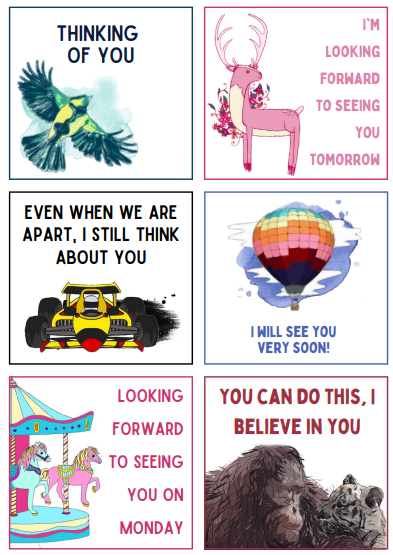 THINKING
OF YOU
I'M
LOOKING
FORWARD
TO SEEING
YOU
TOMORROW
EVEN WHEN WE ARE
APART, I STILL THINK
ABOUT YOU
I WILL SEE YOU
VERY SOON!
LOOKING
FORWARD
TO SEEING
YOU ON
MONDAY
YOU CAN DO THIS, I
BELIEVE IN YOU